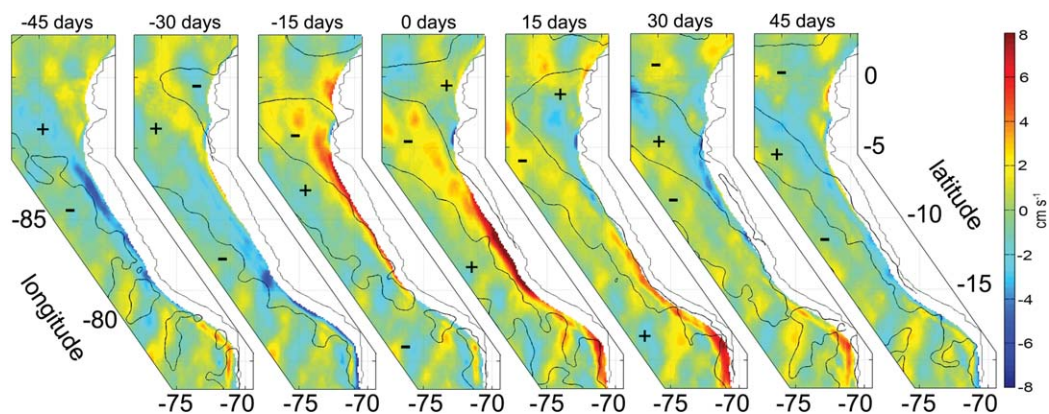 -45 days -30 days -15 days 0 days 15 days 30 days 45 days
8
6
4
2
0
-2
-4
-6
-8
cm s⁻¹
0
-5
-10
-15
latitude
-85
-80
longitude
+ - - + + - - + - + - + - - + - + - + - - + -
-75 -70 -75 -70 -75 -70 -75 -70 -75 -70 -75 -70 -75 -70